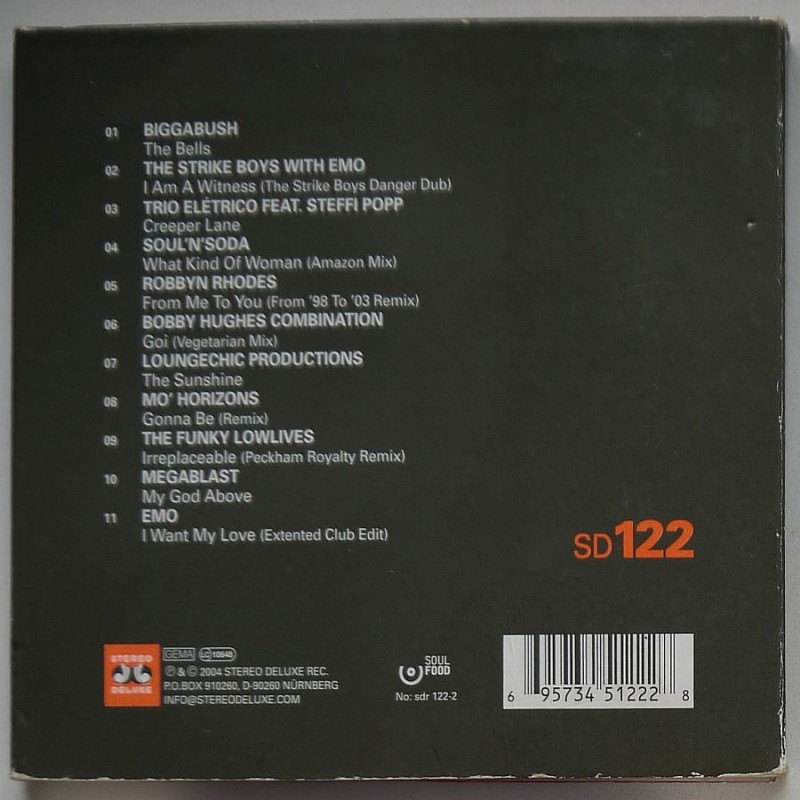 01 BIGGABUSH
The Bells
02 THE STRIKE BOYS WITH EMO
I Am A Witness (The Strike Boys Danger Dub)
03 TRIO ELÉTRICO FEAT. STEFFI POPP
Creeper Lane
04 SOUL'N'SODA
What Kind Of Woman (Amazon Mix)
05 ROBBYN RHODES
From Me To You (From '98 To '03 Remix)
06 BOBBY HUGHES COMBINATION
Goi (Vegetarian Mix)
07 LOUNGECHIC PRODUCTIONS
The Sunshine
08 MO' HORIZONS
Gonna Be (Remix)
09 THE FUNKY LOWLIVES
Irreplaceable (Peckham Royalty Remix)
10 MEGABLAST
My God Above
11 EMO
I Want My Love (Extented Club Edit)
SD122
STEREO
DELUXE
GEMA LC 10648
℗ & © 2004 STEREO DELUXE REC.
P.O.BOX 910260, D-90260 NÜRNBERG
INFO@STEREODELUXE.COM
SOUL
FOOD
No: sdr 122-2
6 95734 51222 8